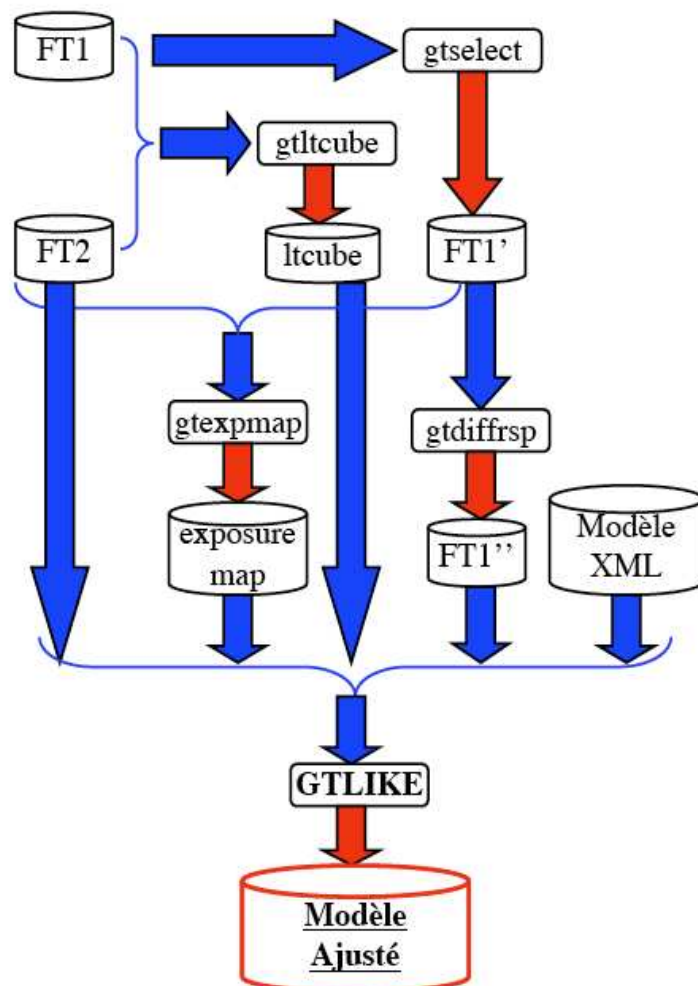 FT1
gtselect
gtltcube
FT2
ltcube
FT1’
gtexpmap
gtdiffrsp
exposure
map
FT1’’
Modèle
XML
GTLIKE
Modèle
Ajusté